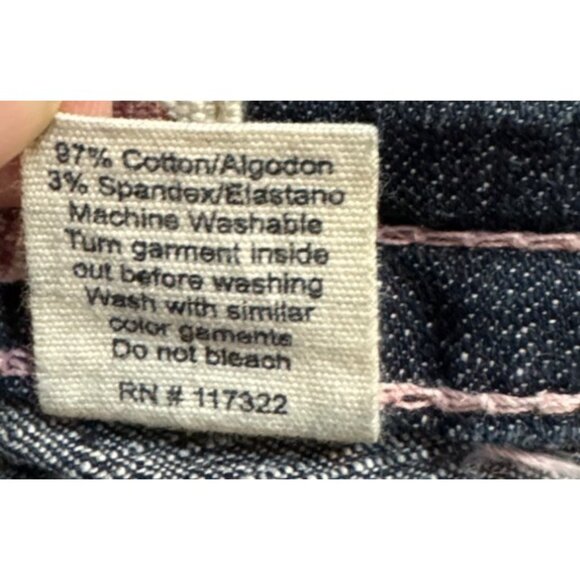 97% Cotton/Algodon
3% Spandex/Elastano
Machine Washable
Turn garment inside
out before washing
Wash with similar
color gaments
Do not bleach
RN # 117322